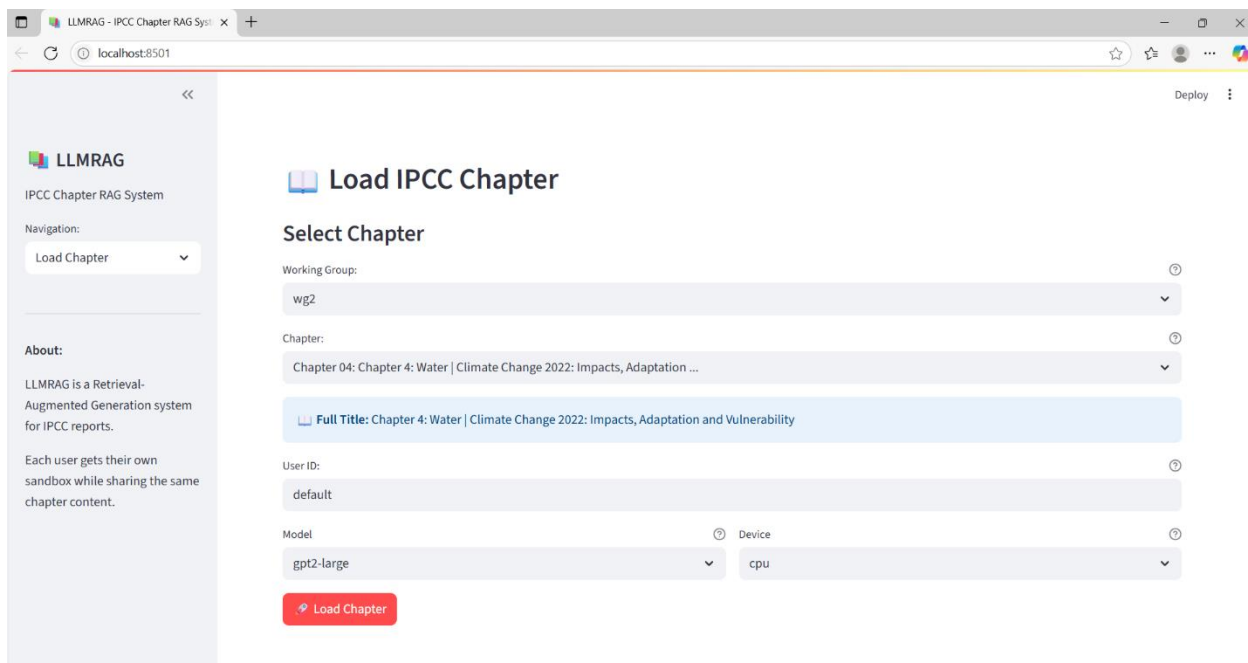 LLMRAG - IPCC Chapter RAG Syst
localhost:8501
Deploy
LLMRAG
IPCC Chapter RAG System
Navigation:
Load Chapter
About:
LLMRAG is a Retrieval-
Augmented Generation system
for IPCC reports.
Each user gets their own
sandbox while sharing the same
chapter content.
Load IPCC Chapter
Select Chapter
Working Group:
wg2
Chapter:
Chapter 04: Chapter 4: Water | Climate Change 2022: Impacts, Adaptation ...
Full Title: Chapter 4: Water | Climate Change 2022: Impacts, Adaptation and Vulnerability
User ID:
default
Model
Device
gpt2-large
cpu
Load Chapter